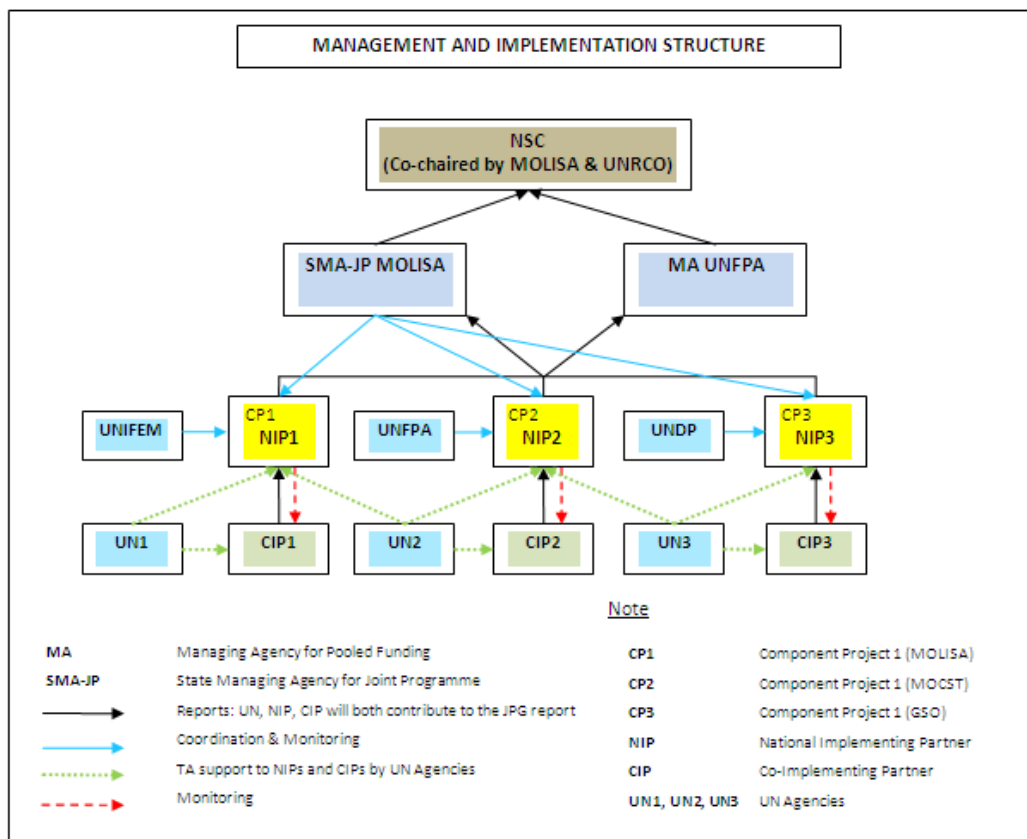 MANAGEMENT AND IMPLEMENTATION STRUCTURE
NSC
(Co-chaired by MOLISA & UNRCO)
SMA-JP MOLISA
MA UNFPA
UNIFEM
CP1
NIP1
UNFPA
CP2
NIP2
UNDP
CP3
NIP3
UN1
CIP1
UN2
CIP2
UN3
CIP3
Note
MA Managing Agency for Pooled Funding
SMA-JP State Managing Agency for Joint Programme
Reports: UN, NIP, CIP will both contribute to the JPG report
Coordination & Monitoring
TA support to NIPs and CIPs by UN Agencies
Monitoring
CP1 Component Project 1 (MOLISA)
CP2 Component Project 1 (MOCST)
CP3 Component Project 1 (GSO)
NIP National Implementing Partner
CIP Co-Implementing Partner
UN1, UN2, UN3 UN Agencies